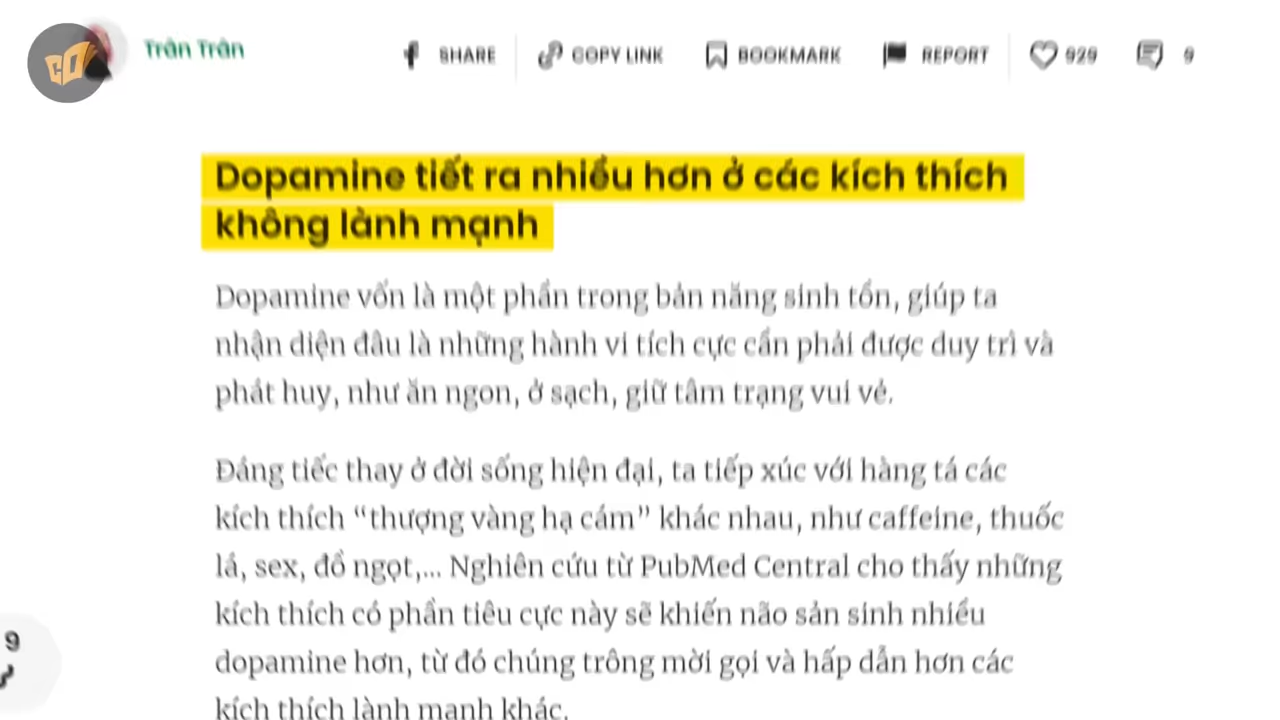 Trân Trân
SHARE
COPY LINK
BOOKMARK
REPORT
929
9
Dopamine tiết ra nhiều hơn ở các kích thích
không lành mạnh
Dopamine vốn là một phần trong bản năng sinh tồn, giúp ta
nhận diện đâu là những hành vi tích cực cần phải được duy trì và
phát huy, như ăn ngon, ở sạch, giữ tâm trạng vui vẻ.
Đáng tiếc thay ở đời sống hiện đại, ta tiếp xúc với hàng tá các
kích thích “thượng vàng hạ cám” khác nhau, như caffeine, thuốc
lá, sex, đồ ngọt,... Nghiên cứu từ PubMed Central cho thấy những
kích thích có phần tiêu cực này sẽ khiến não sản sinh nhiều
9
dopamine hơn, từ đó chúng trông mời gọi và hấp dẫn hơn các
kích thích lành mạnh khác.